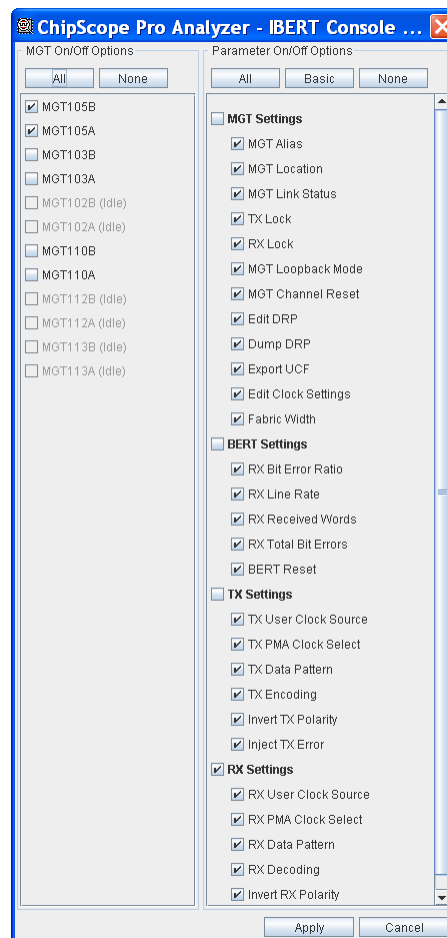 ChipScope Pro Analyzer - IBERT Console ...
MGT On/Off Options
All None
MGT105B
MGT105A
MGT103B
MGT103A
MGT102B (Idle)
MGT102A (Idle)
MGT110B
MGT110A
MGT112B (Idle)
MGT112A (Idle)
MGT113B (Idle)
MGT113A (Idle)
Parameter On/Off Options
All Basic None
MGT Settings
MGT Alias
MGT Location
MGT Link Status
TX Lock
RX Lock
MGT Loopback Mode
MGT Channel Reset
Edit DRP
Dump DRP
Export UCF
Edit Clock Settings
Fabric Width
BERT Settings
RX Bit Error Ratio
RX Line Rate
RX Received Words
RX Total Bit Errors
BERT Reset
TX Settings
TX User Clock Source
TX PMA Clock Select
TX Data Pattern
TX Encoding
Invert TX Polarity
Inject TX Error
RX Settings
RX User Clock Source
RX PMA Clock Select
RX Data Pattern
RX Decoding
Invert RX Polarity
Apply Cancel